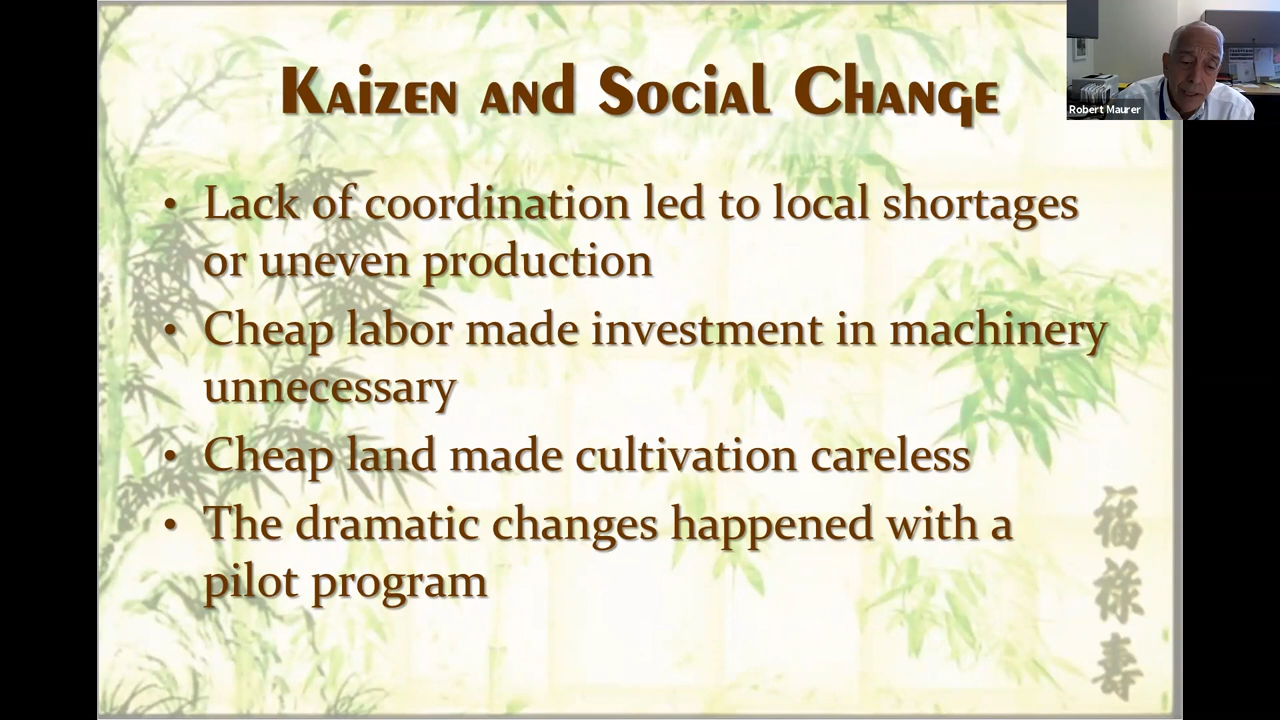 Kaizen and Social Change
Robert Maurer
• Lack of coordination led to local shortages
or uneven production
• Cheap labor made investment in machinery
unnecessary
• Cheap land made cultivation careless
• The dramatic changes happened with a
pilot program
福
祿
壽